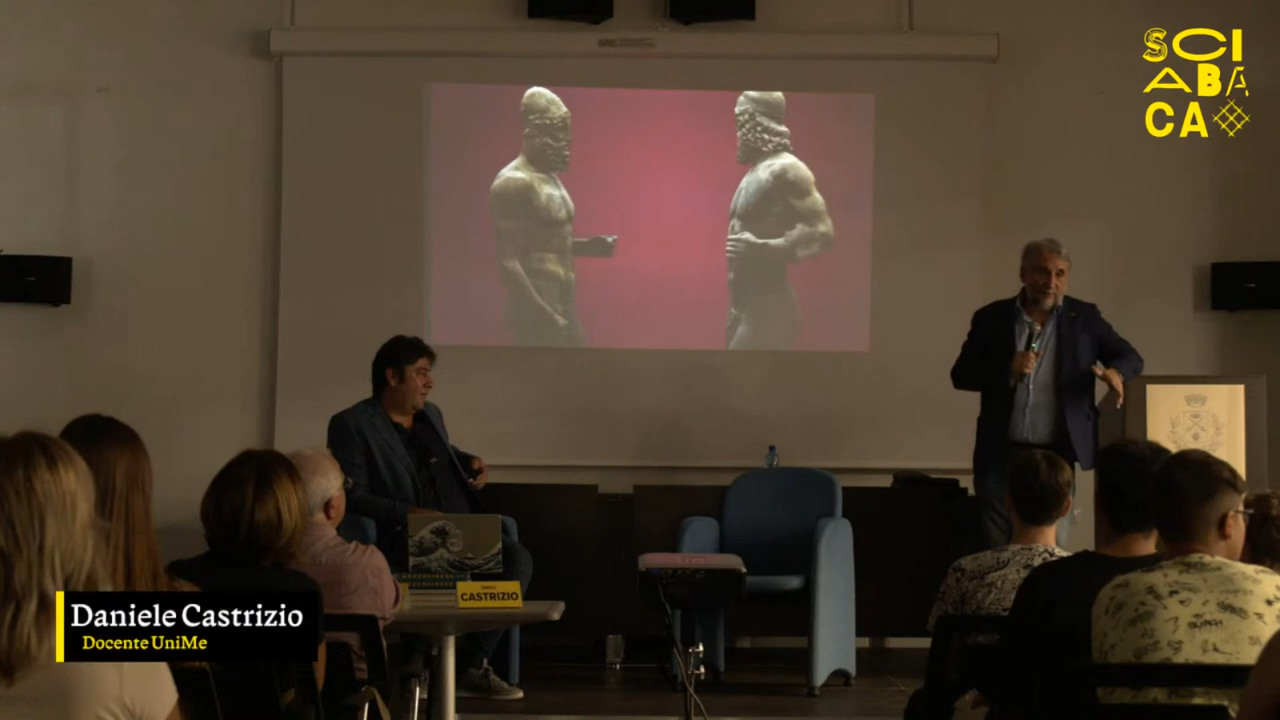 SCI
ABA
CA
CASTRIZIO
Daniele Castrizio
Docente UniMe